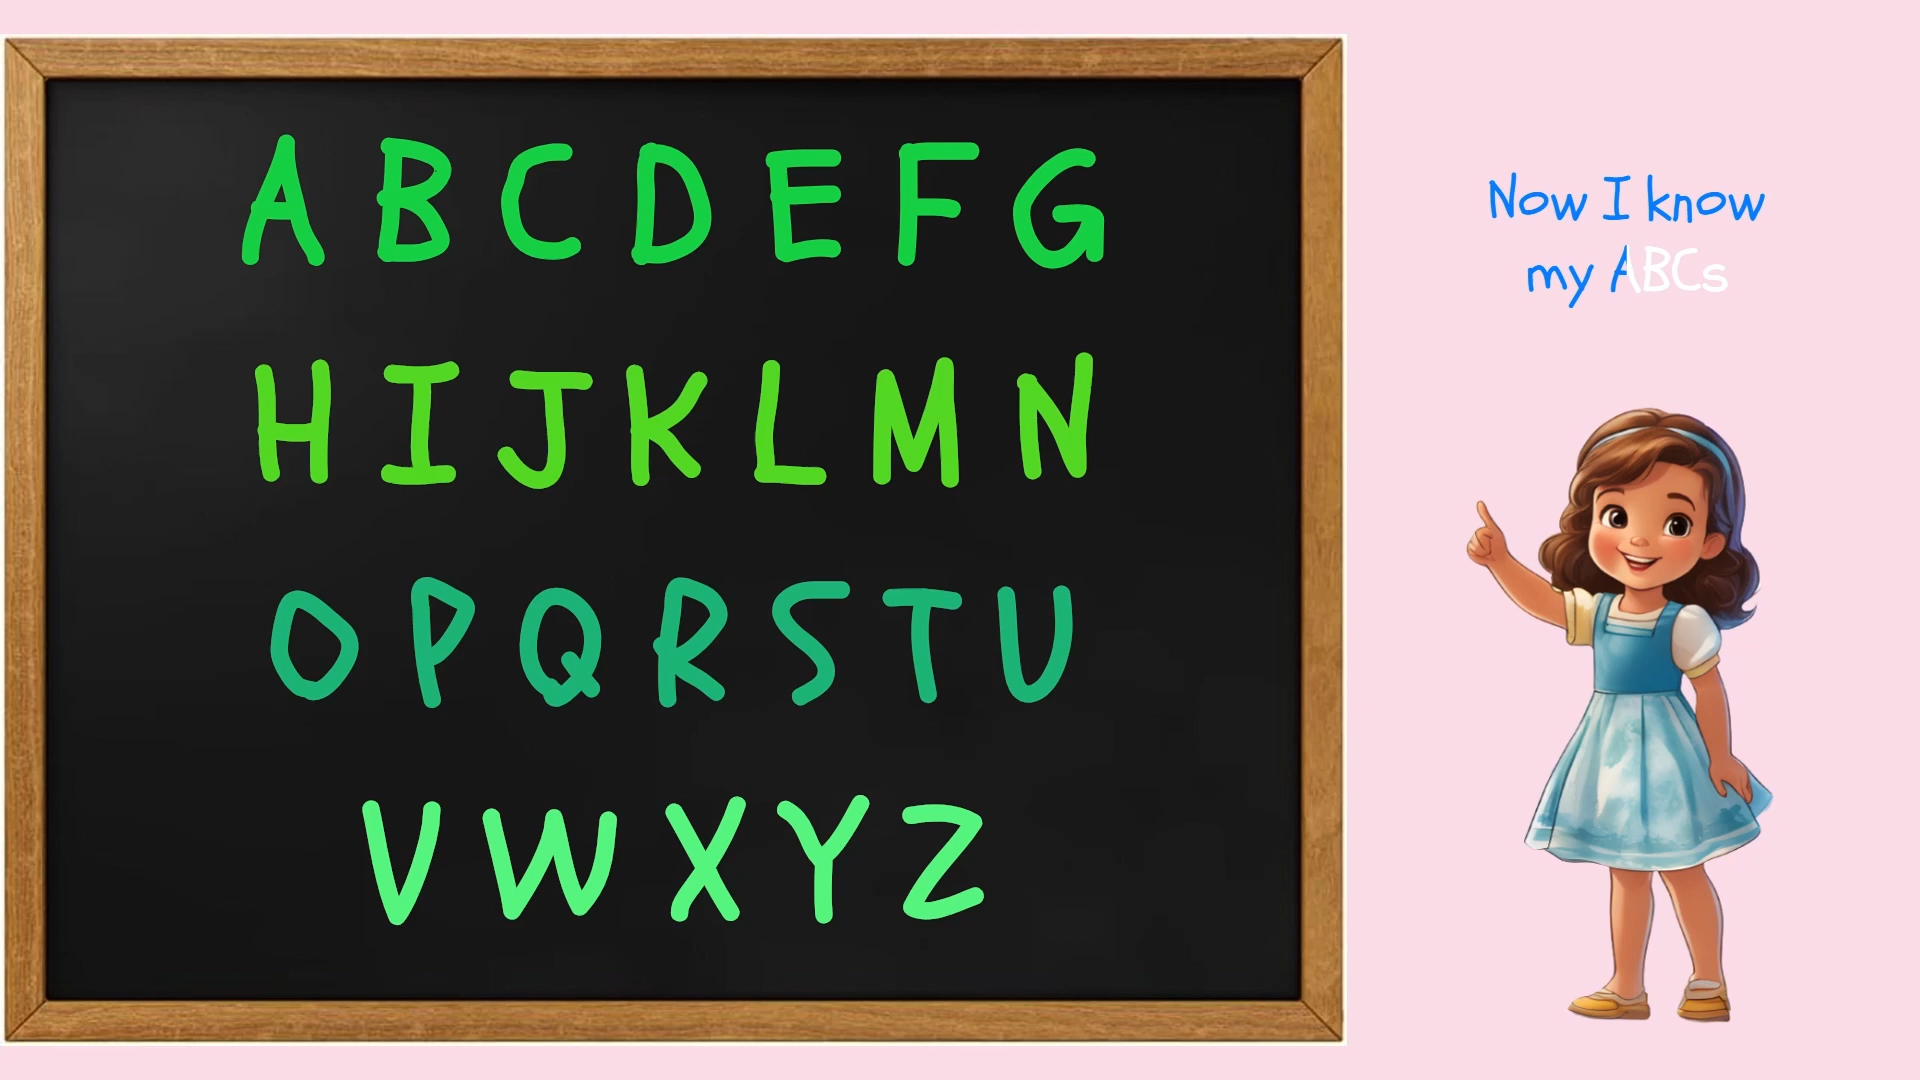 A B C D E F G
H I J K L M N
O P Q R S T U
V W X Y Z
Now I know
my ABCs